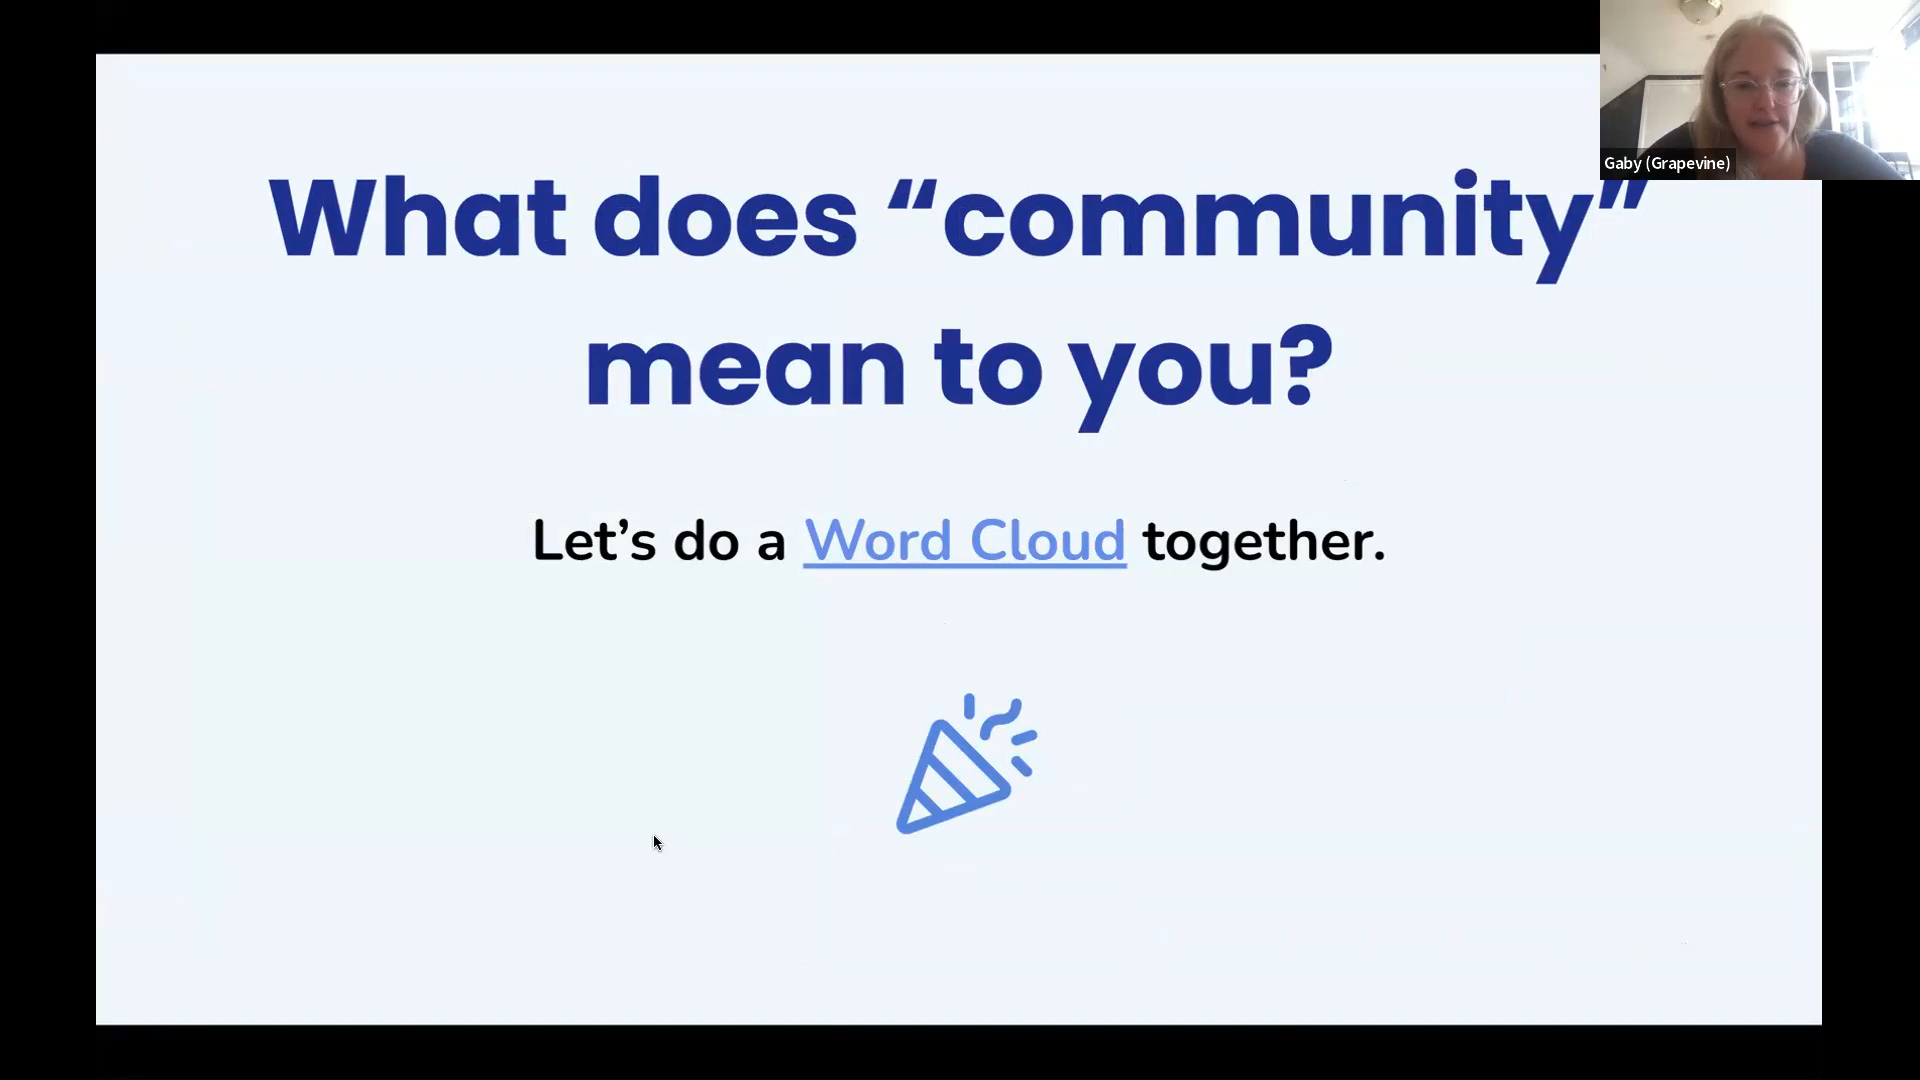 What does “community”
mean to you?
Let’s do a Word Cloud together.
Gaby (Grapevine)